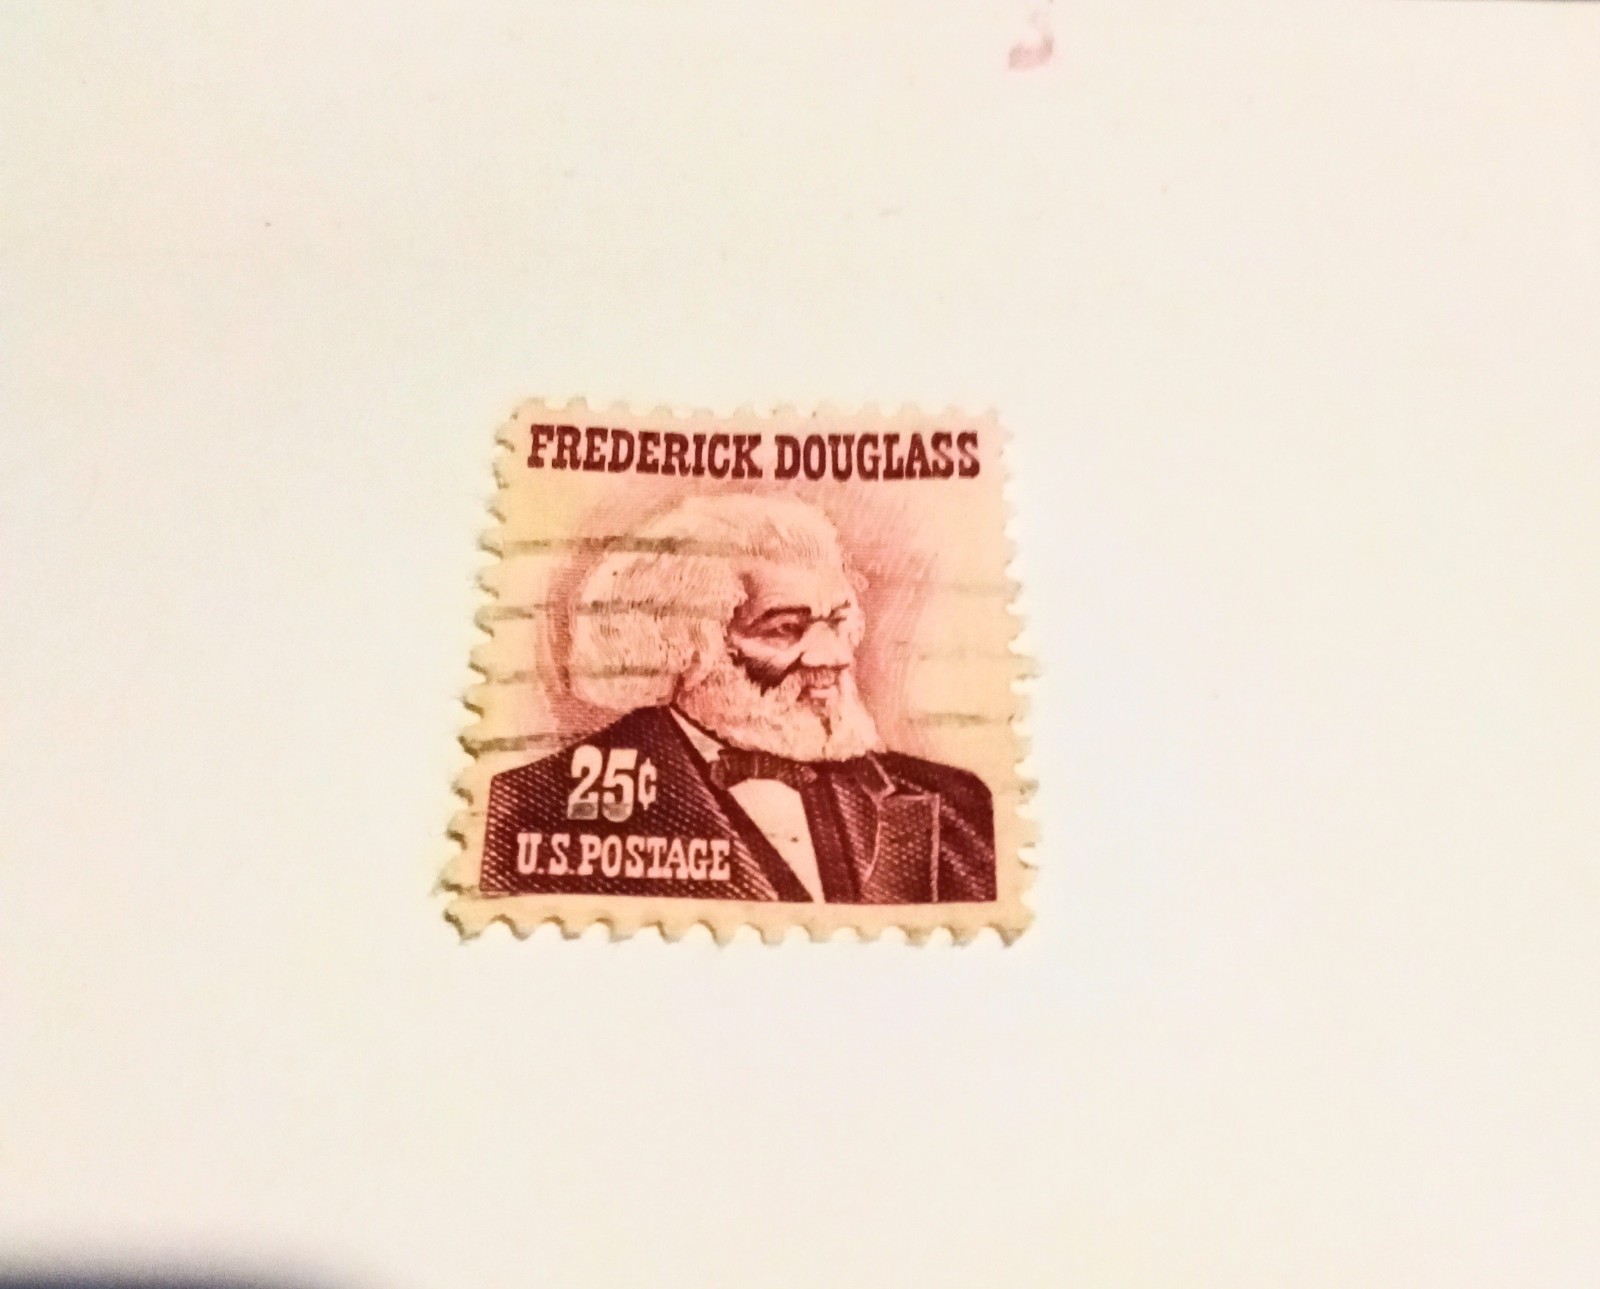 FREDERICK DOUGLASS
25¢
U.S. POSTAGE